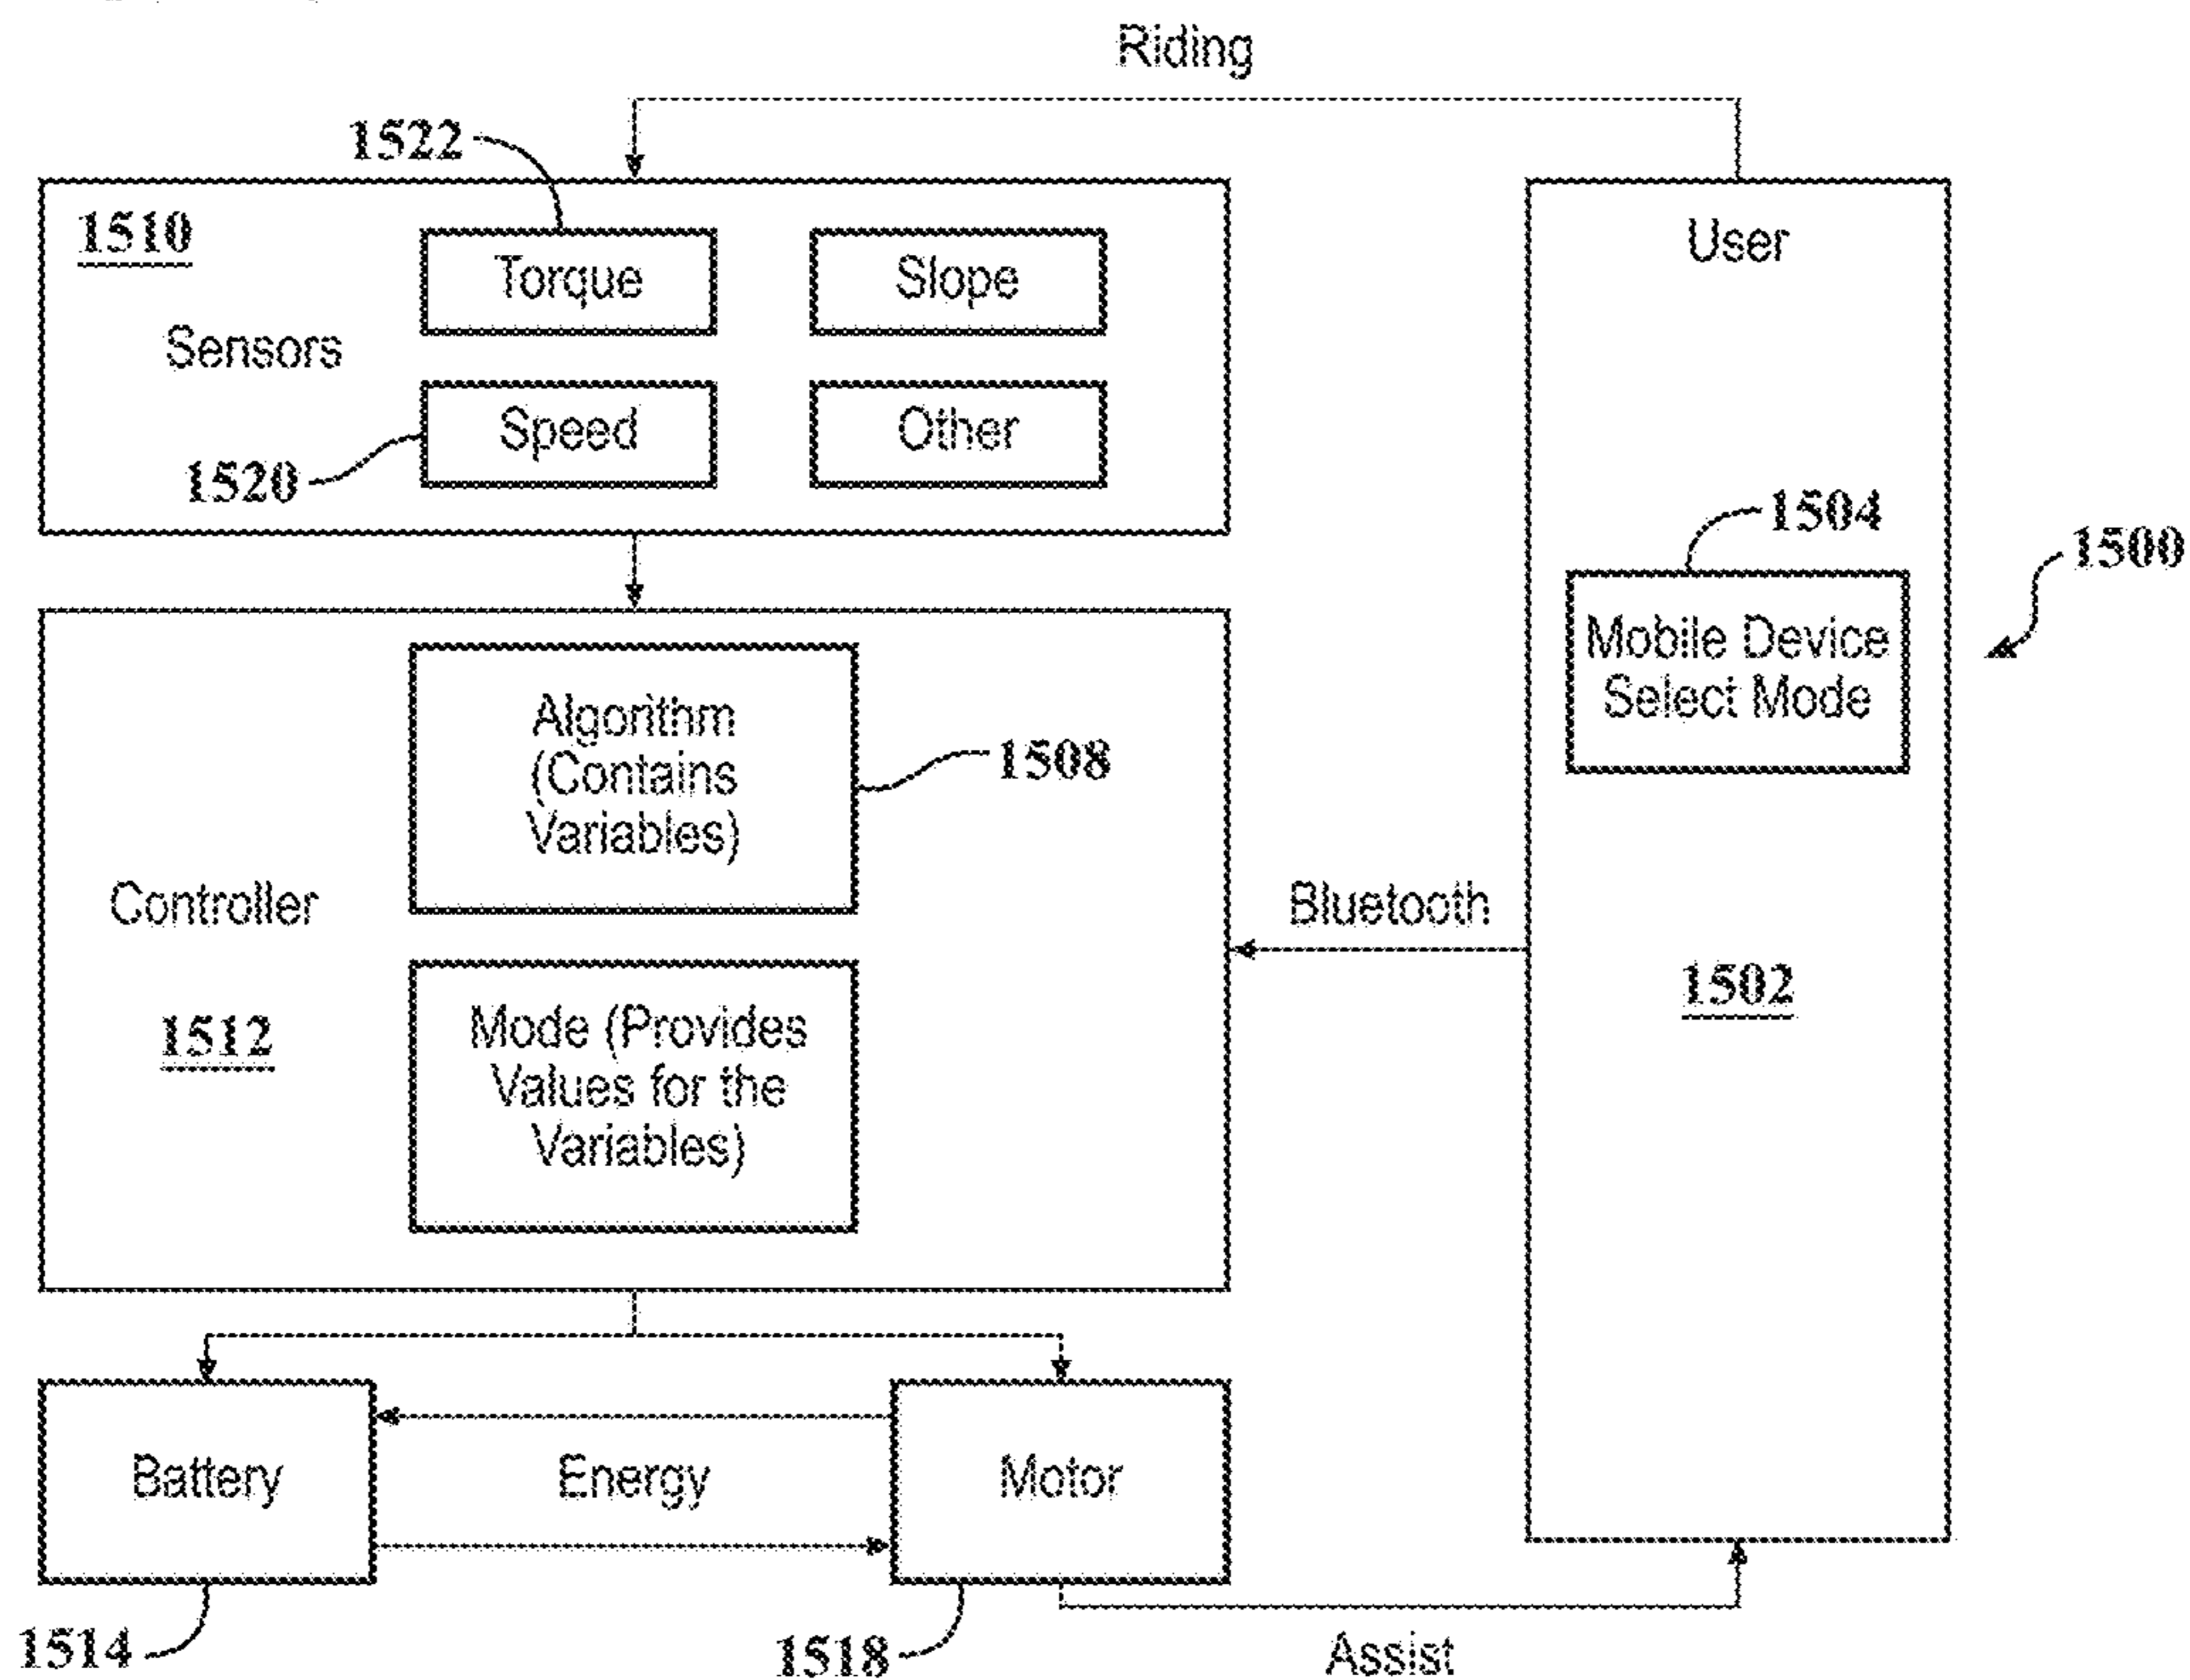 Riding
1522
1510
Torque
Slope
User
Sensors
Speed
Other
1520
1504
1500
Mobile Device
Select Mode
Algorithm
(Contains
Variables)
1508
Controller
Bluetooth
1502
1512
Mode (Provides
Values for the
Variables)
Battery
Energy
Motor
1514
1518
Assist